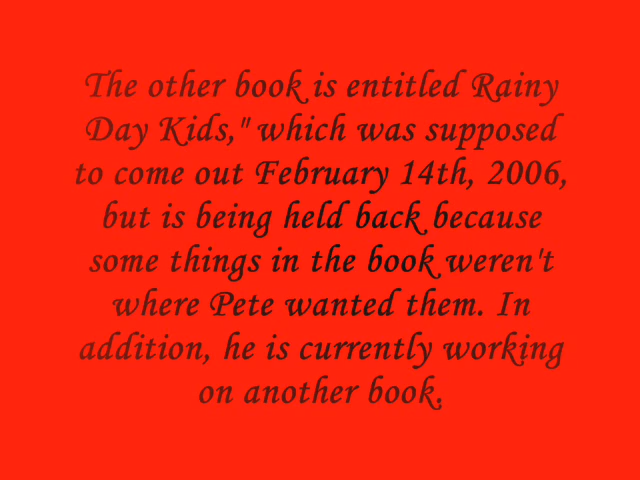 The other book is entitled Rainy
Day Kids," which was supposed
to come out February 14th, 2006,
but is being held back because
some things in the book weren't
where Pete wanted them. In
addition, he is currently working
on another book.